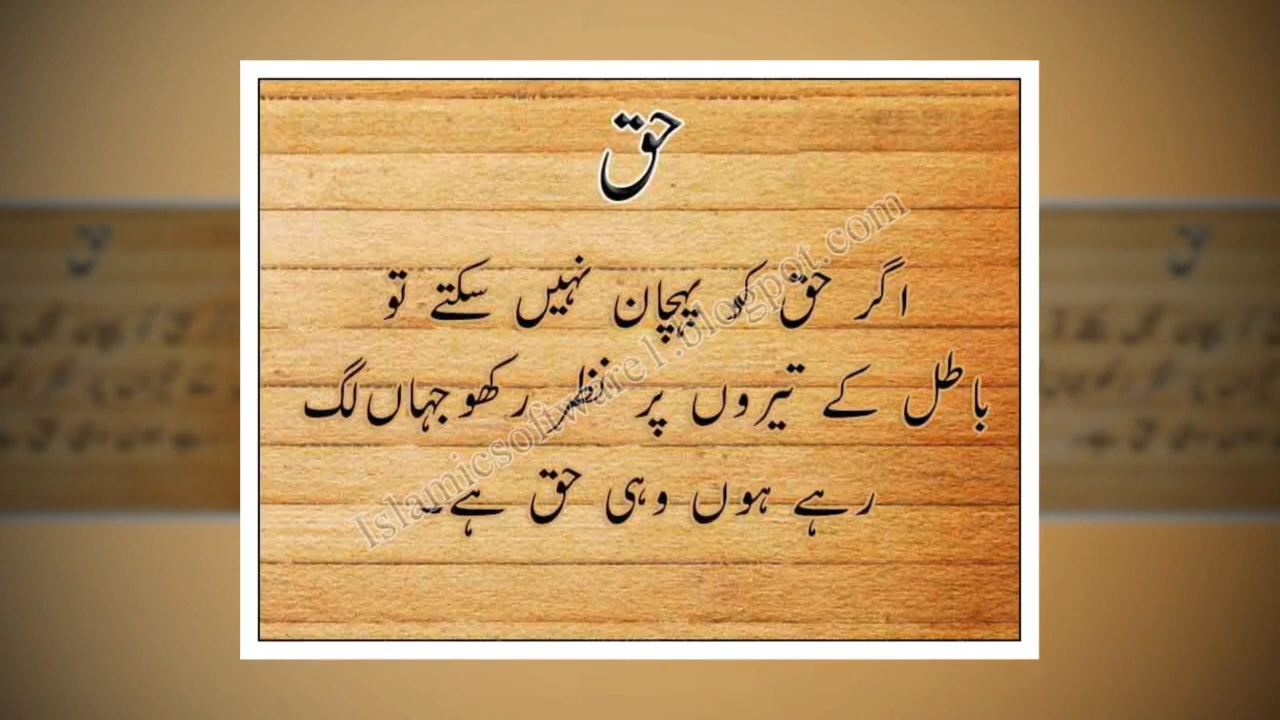 حق
اگر حق کو پہچان نہیں سکتے تو
باطل کے تیروں پر نظر رکھو جہاں لگ
رہے ہوں وہی حق ہے۔
Islamicsoftware1.blogpot.com